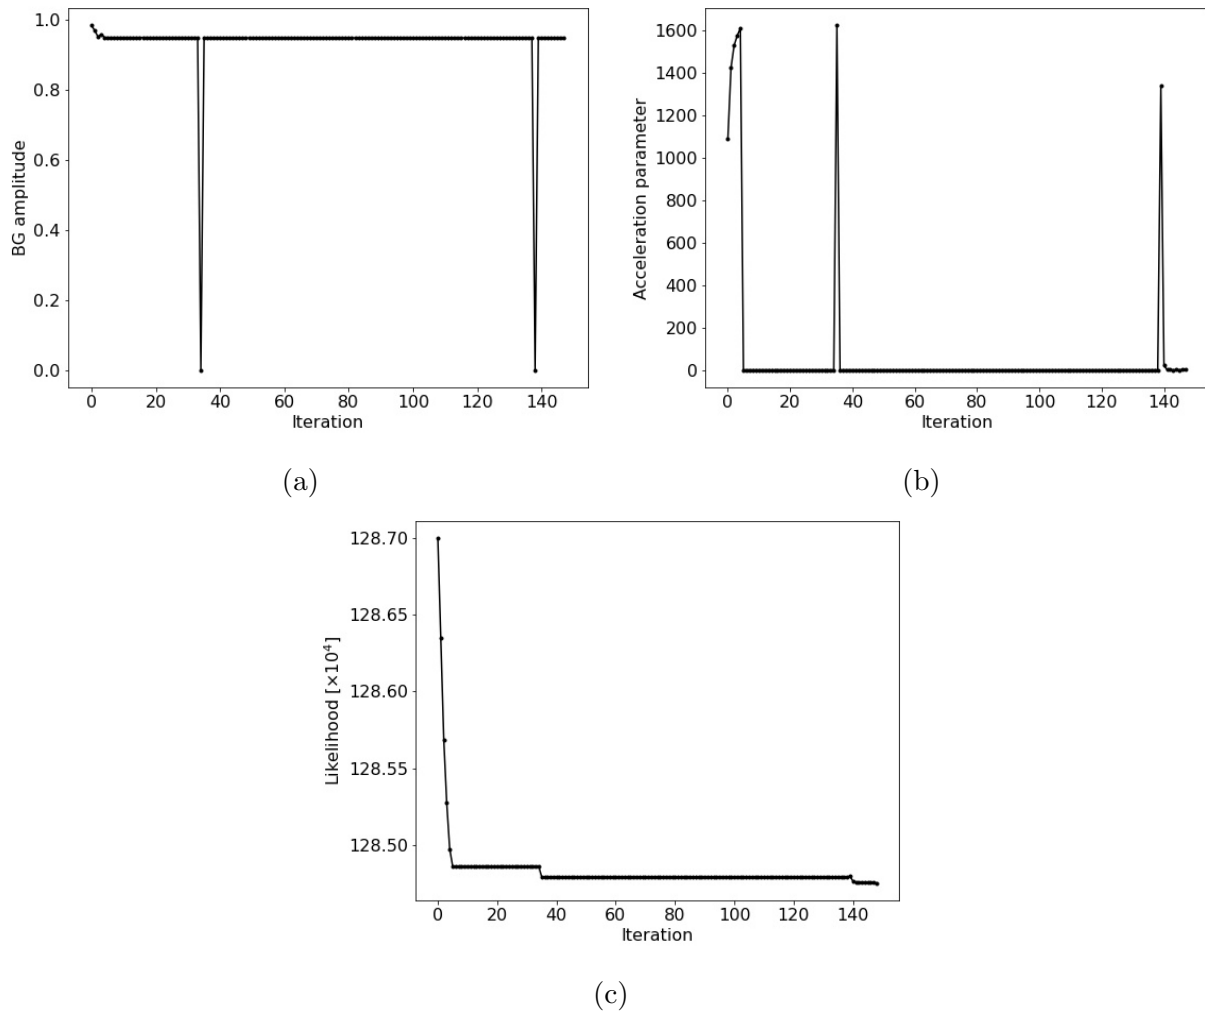 1.0
0.8
0.6
0.4
0.2
0.0
BG amplitude
0 20 40 60 80 100 120 140
Iteration
(a)
1600
1400
1200
1000
800
600
400
200
0
Acceleration parameter
0 20 40 60 80 100 120 140
Iteration
(b)
128.70
128.65
128.60
128.55
128.50
Likelihood [×10⁴]
0 20 40 60 80 100 120 140
Iteration
(c)